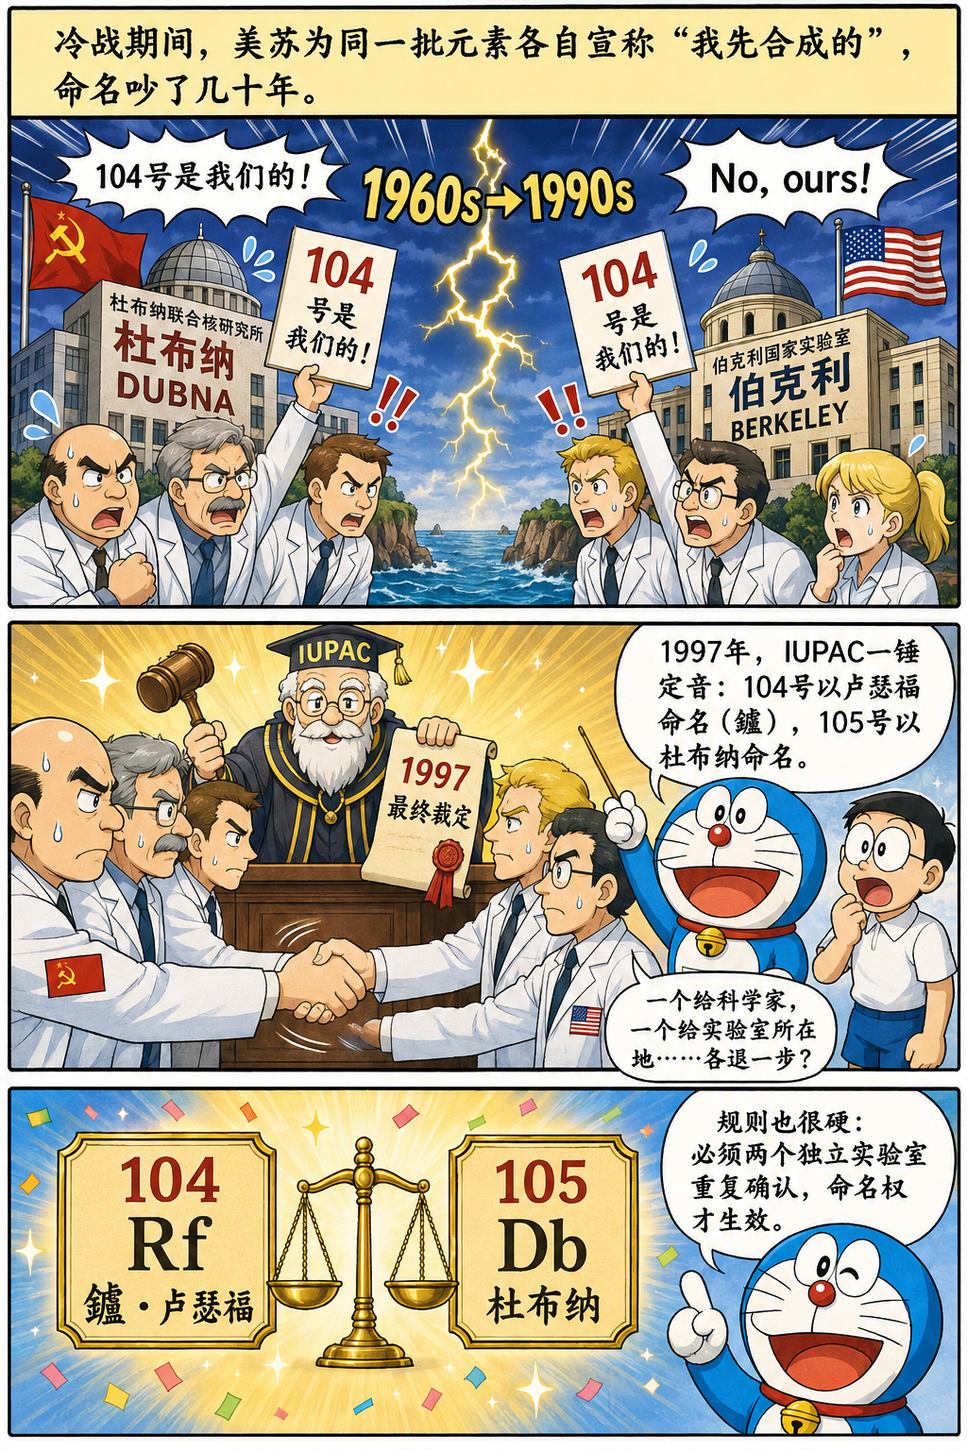 冷战期间，美苏为同一批元素各自宣称“我先合成的”，
命名吵了几十年。
104号是我们的！
1960s→1990s
No, ours!
104
号是
我们的！
104
号是
我们的！
杜布纳联合核研究所
杜布纳
DUBNA
伯克利国家实验室
伯克利
BERKELEY
!!
!!
IUPAC
1997
最终裁定
1997年，IUPAC一锤
定音：104号以卢瑟福
命名（鑪），105号以
杜布纳命名。
一个给科学家，
一个给实验室所在
地……各退一步？
104
Rf
鑪·卢瑟福
105
Db
杜布纳
规则也很硬：
必须两个独立实验室
重复确认，命名权
才生效。